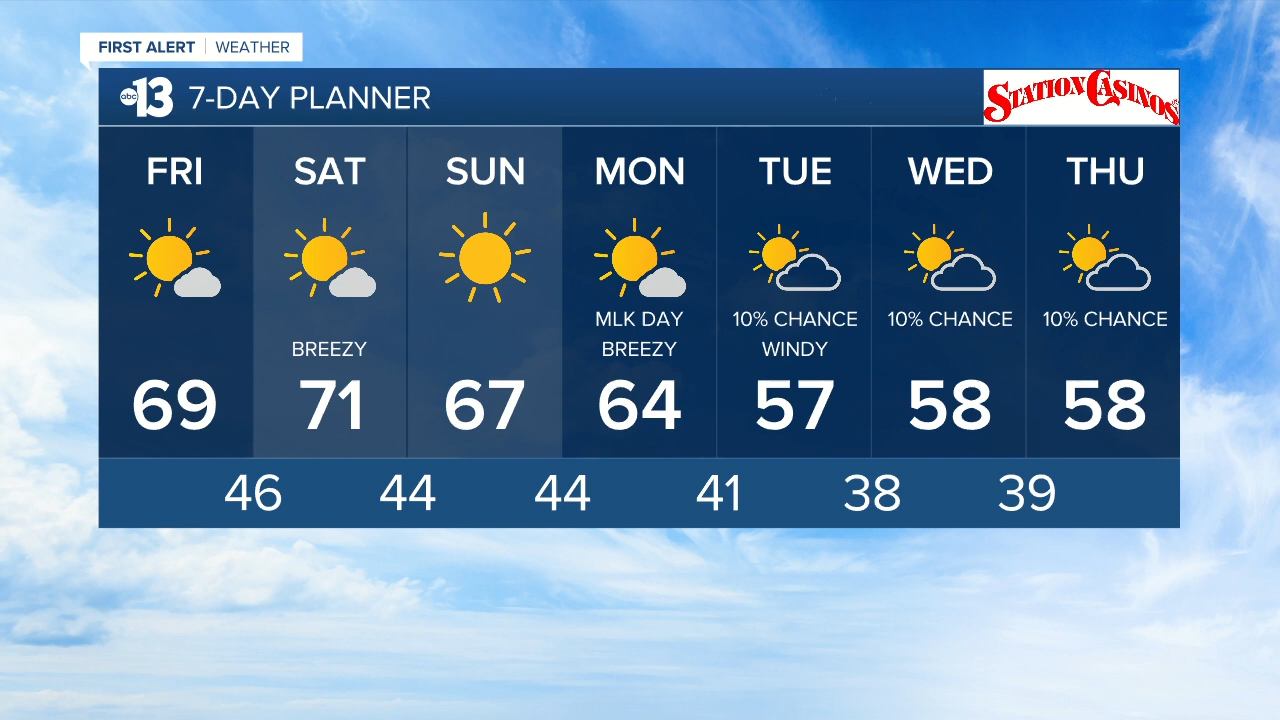 FIRST ALERT | WEATHER
abc 13 7-DAY PLANNER
STATION CASINOS
FRI SAT SUN MON TUE WED THU
MLK DAY 10% CHANCE 10% CHANCE 10% CHANCE
BREEZY BREEZY WINDY
69 71 67 64 57 58 58
46 44 44 41 38 39